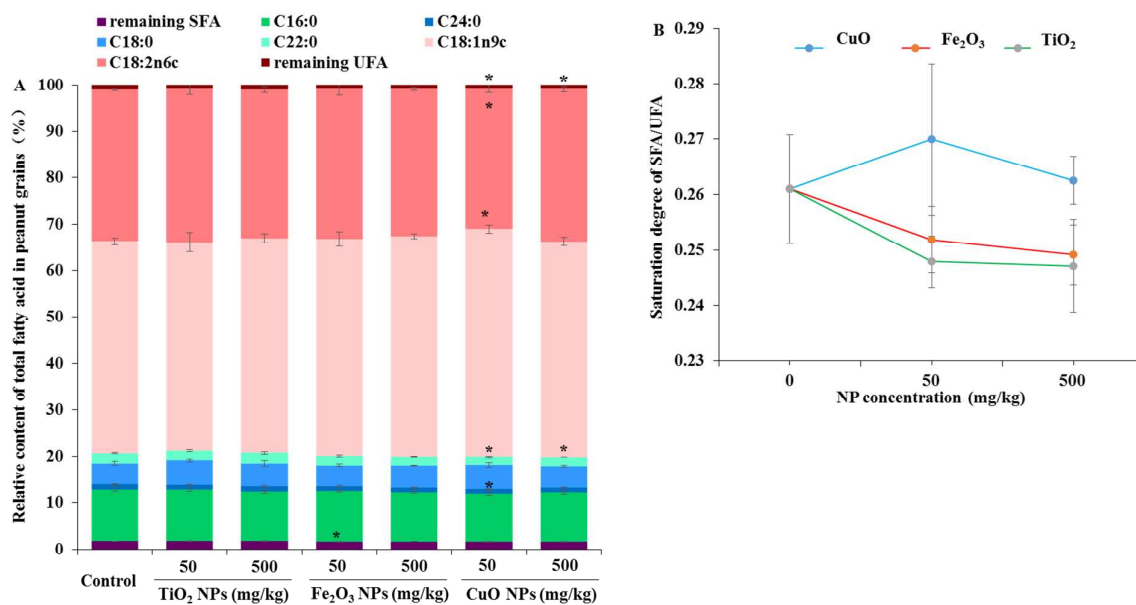 remaining SFA C16:0 C24:0
C18:0 C22:0 C18:1n9c
C18:2n6c remaining UFA
A
Relative content of total fatty acid in peanut grains (%)
100
90
80
70
60
50
40
30
20
10
0
* *
*
*
* *
*
*
Control
50 500 50 500 50 500
TiO₂ NPs (mg/kg) Fe₂O₃ NPs (mg/kg) CuO NPs (mg/kg)
B
CuO Fe₂O₃ TiO₂
Saturation degree of SFA/UFA
0.29
0.28
0.27
0.26
0.25
0.24
0.23
0 50 500
NP concentration (mg/kg)